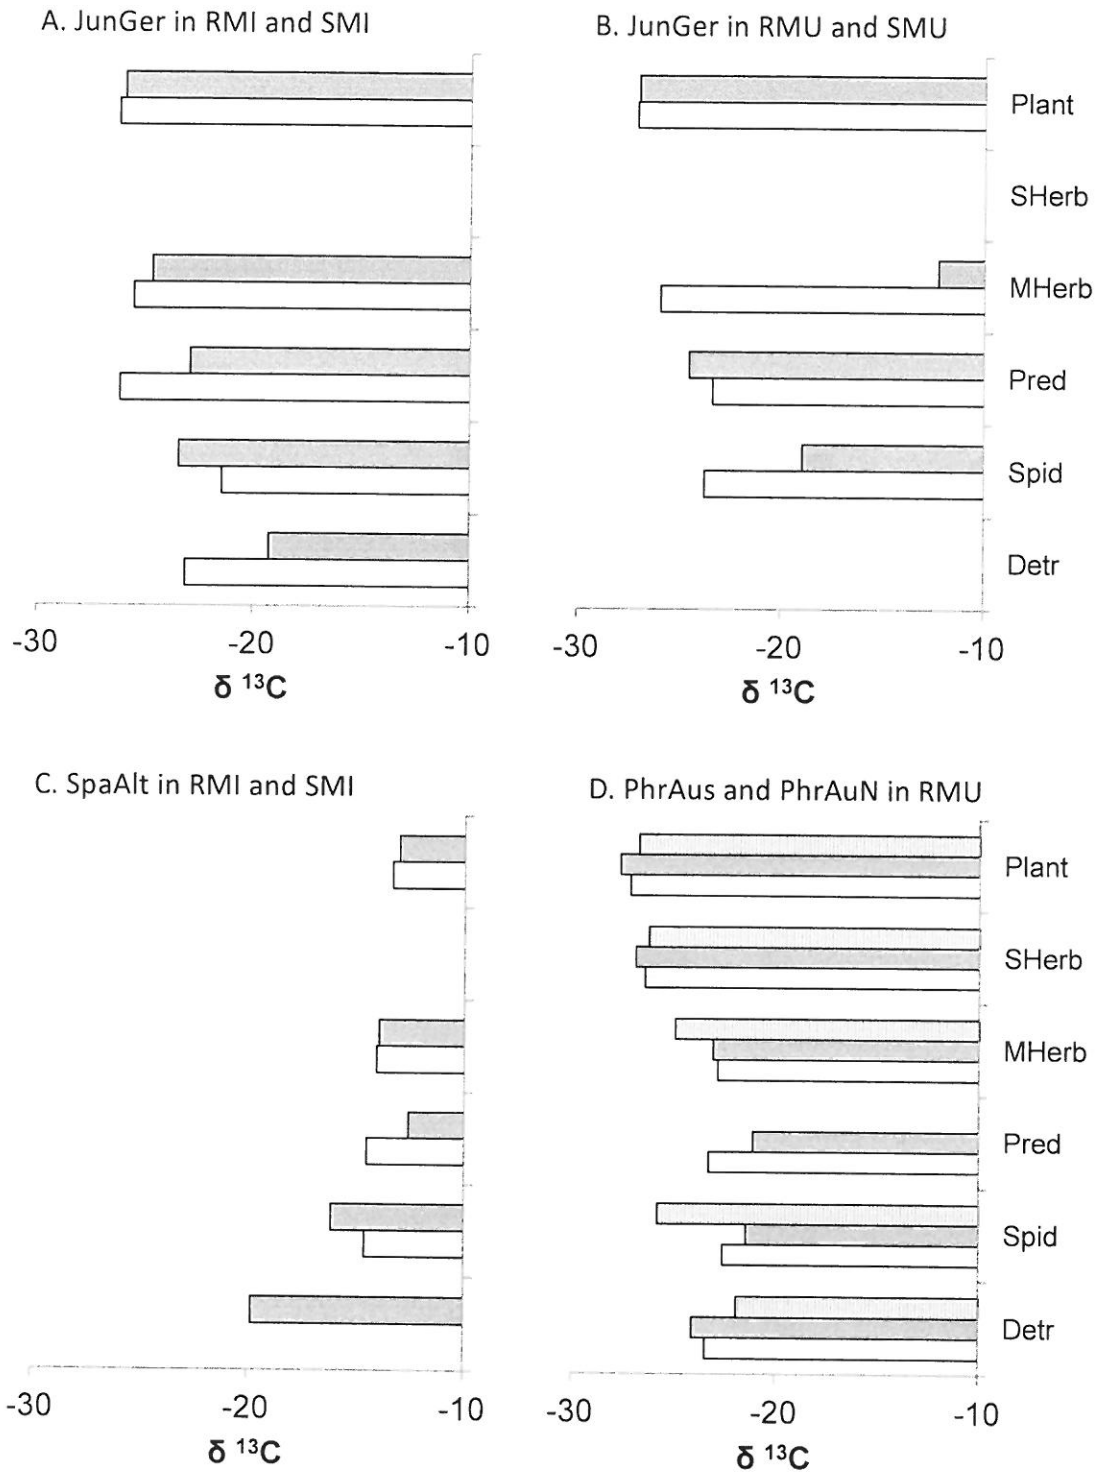 A. JunGer in RMI and SMI
B. JunGer in RMU and SMU
Plant
SHerb
MHerb
Pred
Spid
Detr
-30
-20
-10
δ ¹³C
-30
-20
-10
δ ¹³C
C. SpaAlt in RMI and SMI
D. PhrAus and PhrAuN in RMU
Plant
SHerb
MHerb
Pred
Spid
Detr
-30
-20
-10
δ ¹³C
-30
-20
-10
δ ¹³C